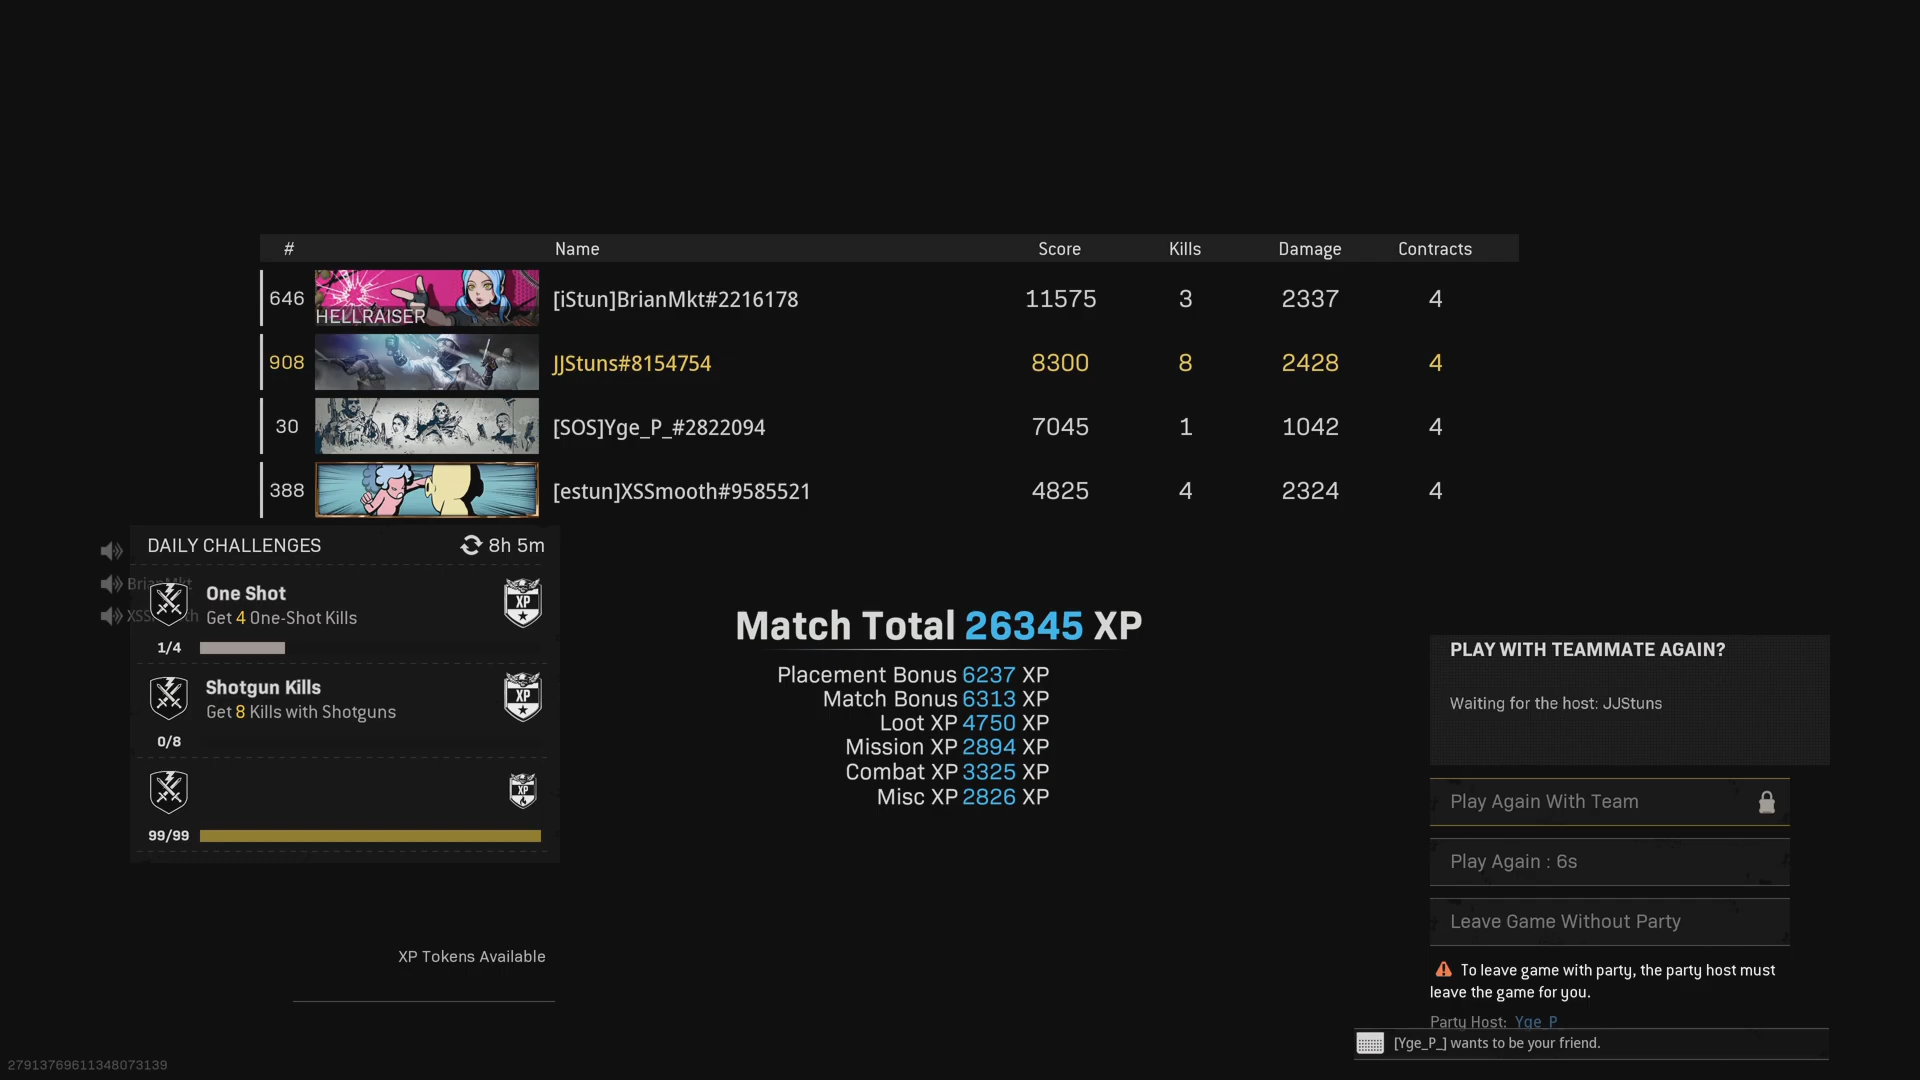 # Name Score Kills Damage Contracts
646 HELLRAISER [iStun]BrianMkt#2216178 11575 3 2337 4
908 JJStuns#8154754 8300 8 2428 4
30 [SOS]Yge_P_#2822094 7045 1 1042 4
388 [estun]XSSmooth#9585521 4825 4 2324 4
DAILY CHALLENGES 8h 5m
BrianMkt
One Shot
XP
Get 4 One-Shot Kills
1/4
Shotgun Kills
XP
Get 8 Kills with Shotguns
0/8
XP
99/99
XP Tokens Available
Match Total 26345 XP
Placement Bonus 6237 XP
Match Bonus 6313 XP
Loot XP 4750 XP
Mission XP 2894 XP
Combat XP 3325 XP
Misc XP 2826 XP
PLAY WITH TEAMMATE AGAIN?
Waiting for the host: JJStuns
Play Again With Team
Play Again : 6s
Leave Game Without Party
To leave game with party, the party host must
leave the game for you.
Party Host: Yge_P_
[Yge_P_] wants to be your friend.
27913769611348073139